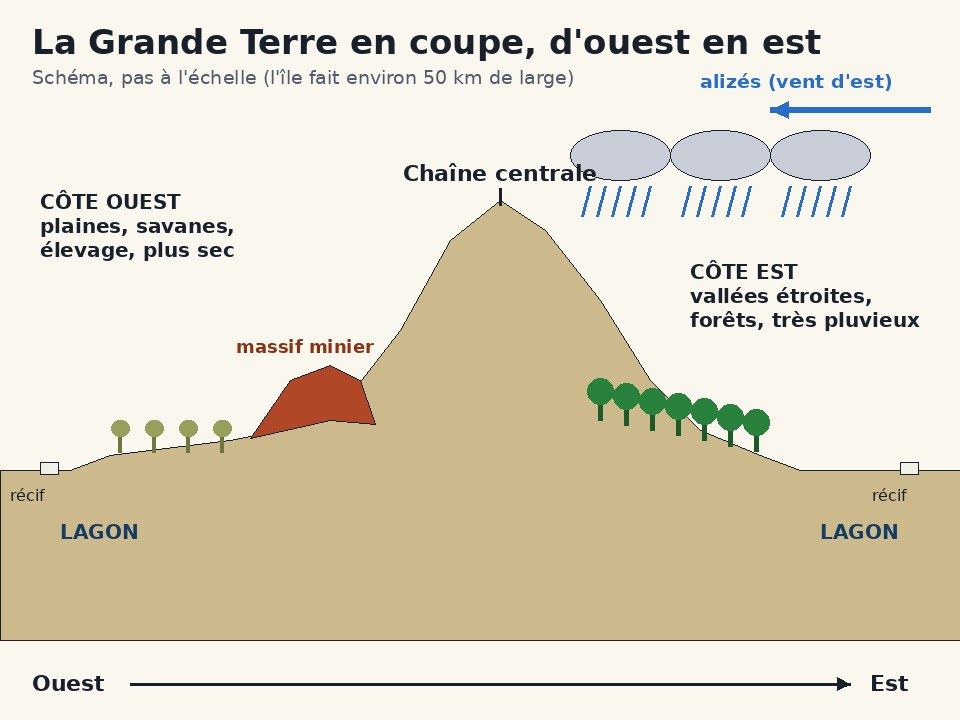 La Grande Terre en coupe, d'ouest en est
Schéma, pas à l'échelle (l'île fait environ 50 km de large)
alizés (vent d'est)
Chaîne centrale
CÔTE OUEST
plaines, savanes,
élevage, plus sec
CÔTE EST
vallées étroites,
forêts, très pluvieux
massif minier
récif
récif
LAGON
LAGON
Ouest
Est